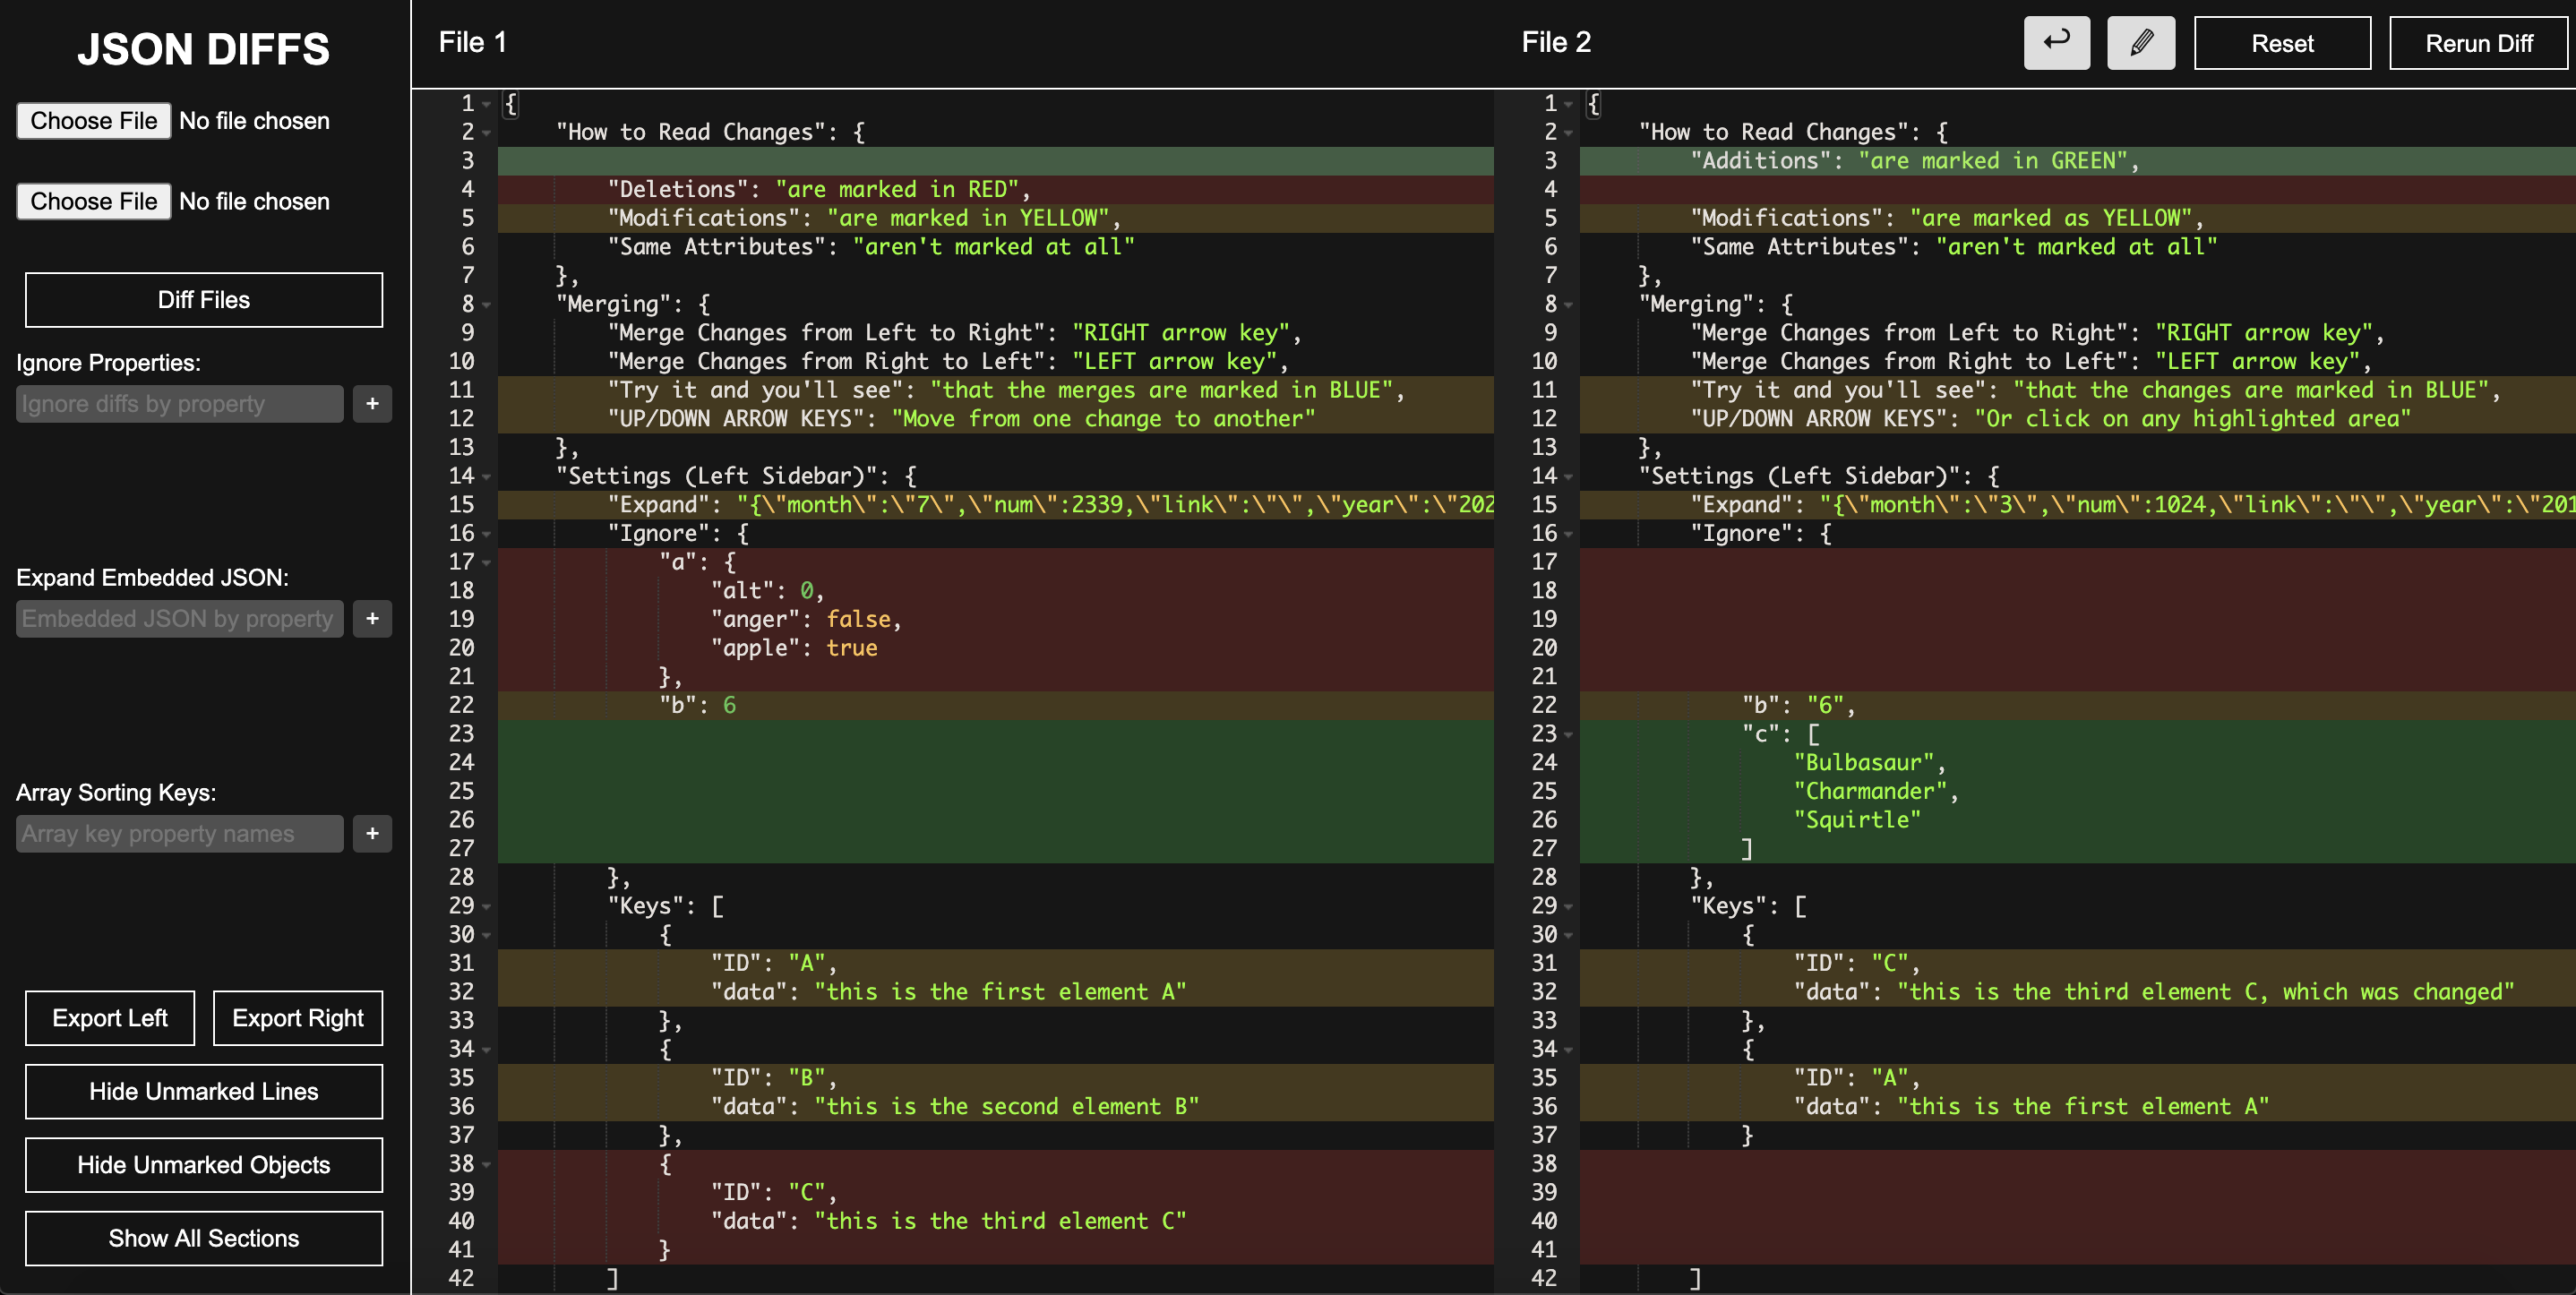 JSON DIFFS
Choose File No file chosen
Choose File No file chosen
Diff Files
Ignore Properties:
Ignore diffs by property +
Expand Embedded JSON:
Embedded JSON by property +
Array Sorting Keys:
Array key property names +
Export Left Export Right
Hide Unmarked Lines
Hide Unmarked Objects
Show All Sections
File 1
1 {
2 "How to Read Changes": {
3
4 "Deletions": "are marked in RED",
5 "Modifications": "are marked in YELLOW",
6 "Same Attributes": "aren't marked at all"
7 },
8 "Merging": {
9 "Merge Changes from Left to Right": "RIGHT arrow key",
10 "Merge Changes from Right to Left": "LEFT arrow key",
11 "Try it and you'll see": "that the merges are marked in BLUE",
12 "UP/DOWN ARROW KEYS": "Move from one change to another"
13 },
14 "Settings (Left Sidebar)": {
15 "Expand": "{\"month\":\"7\",\"num\":2339,\"link\":\"\",\"year\":\"202
16 "Ignore": {
17 "a": {
18 "alt": 0,
19 "anger": false,
20 "apple": true
21 },
22 "b": 6
23
24
25
26
27
28 },
29 "Keys": [
30 {
31 "ID": "A",
32 "data": "this is the first element A"
33 },
34 {
35 "ID": "B",
36 "data": "this is the second element B"
37 },
38 {
39 "ID": "C",
40 "data": "this is the third element C"
41 }
42 ]
File 2
Reset Rerun Diff
1 {
2 "How to Read Changes": {
3 "Additions": "are marked in GREEN",
4
5 "Modifications": "are marked as YELLOW",
6 "Same Attributes": "aren't marked at all"
7 },
8 "Merging": {
9 "Merge Changes from Left to Right": "RIGHT arrow key",
10 "Merge Changes from Right to Left": "LEFT arrow key",
11 "Try it and you'll see": "that the changes are marked in BLUE",
12 "UP/DOWN ARROW KEYS": "Or click on any highlighted area"
13 },
14 "Settings (Left Sidebar)": {
15 "Expand": "{\"month\":\"3\",\"num\":1024,\"link\":\"\",\"year\":\"201
16 "Ignore": {
17
18
19
20
21
22 "b": "6",
23 "c": [
24 "Bulbasaur",
25 "Charmander",
26 "Squirtle"
27 ]
28 },
29 "Keys": [
30 {
31 "ID": "C",
32 "data": "this is the third element C, which was changed"
33 },
34 {
35 "ID": "A",
36 "data": "this is the first element A"
37 }
38
39
40
41
42 ]